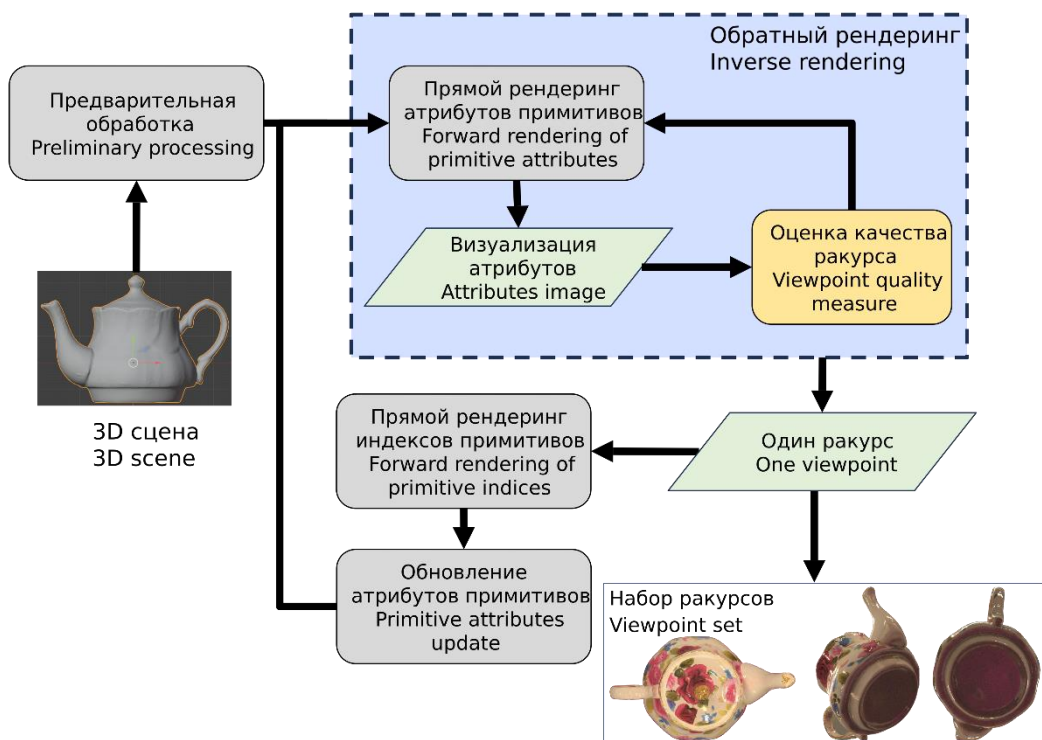 Обратный рендеринг
Inverse rendering
Предварительная
обработка
Preliminary processing
Прямой рендеринг
атрибутов примитивов
Forward rendering of
primitive attributes
Визуализация
атрибутов
Attributes image
Оценка качества
ракурса
Viewpoint quality
measure
3D сцена
3D scene
Прямой рендеринг
индексов примитивов
Forward rendering of
primitive indices
Один ракурс
One viewpoint
Обновление
атрибутов примитивов
Primitive attributes
update
Набор ракурсов
Viewpoint set